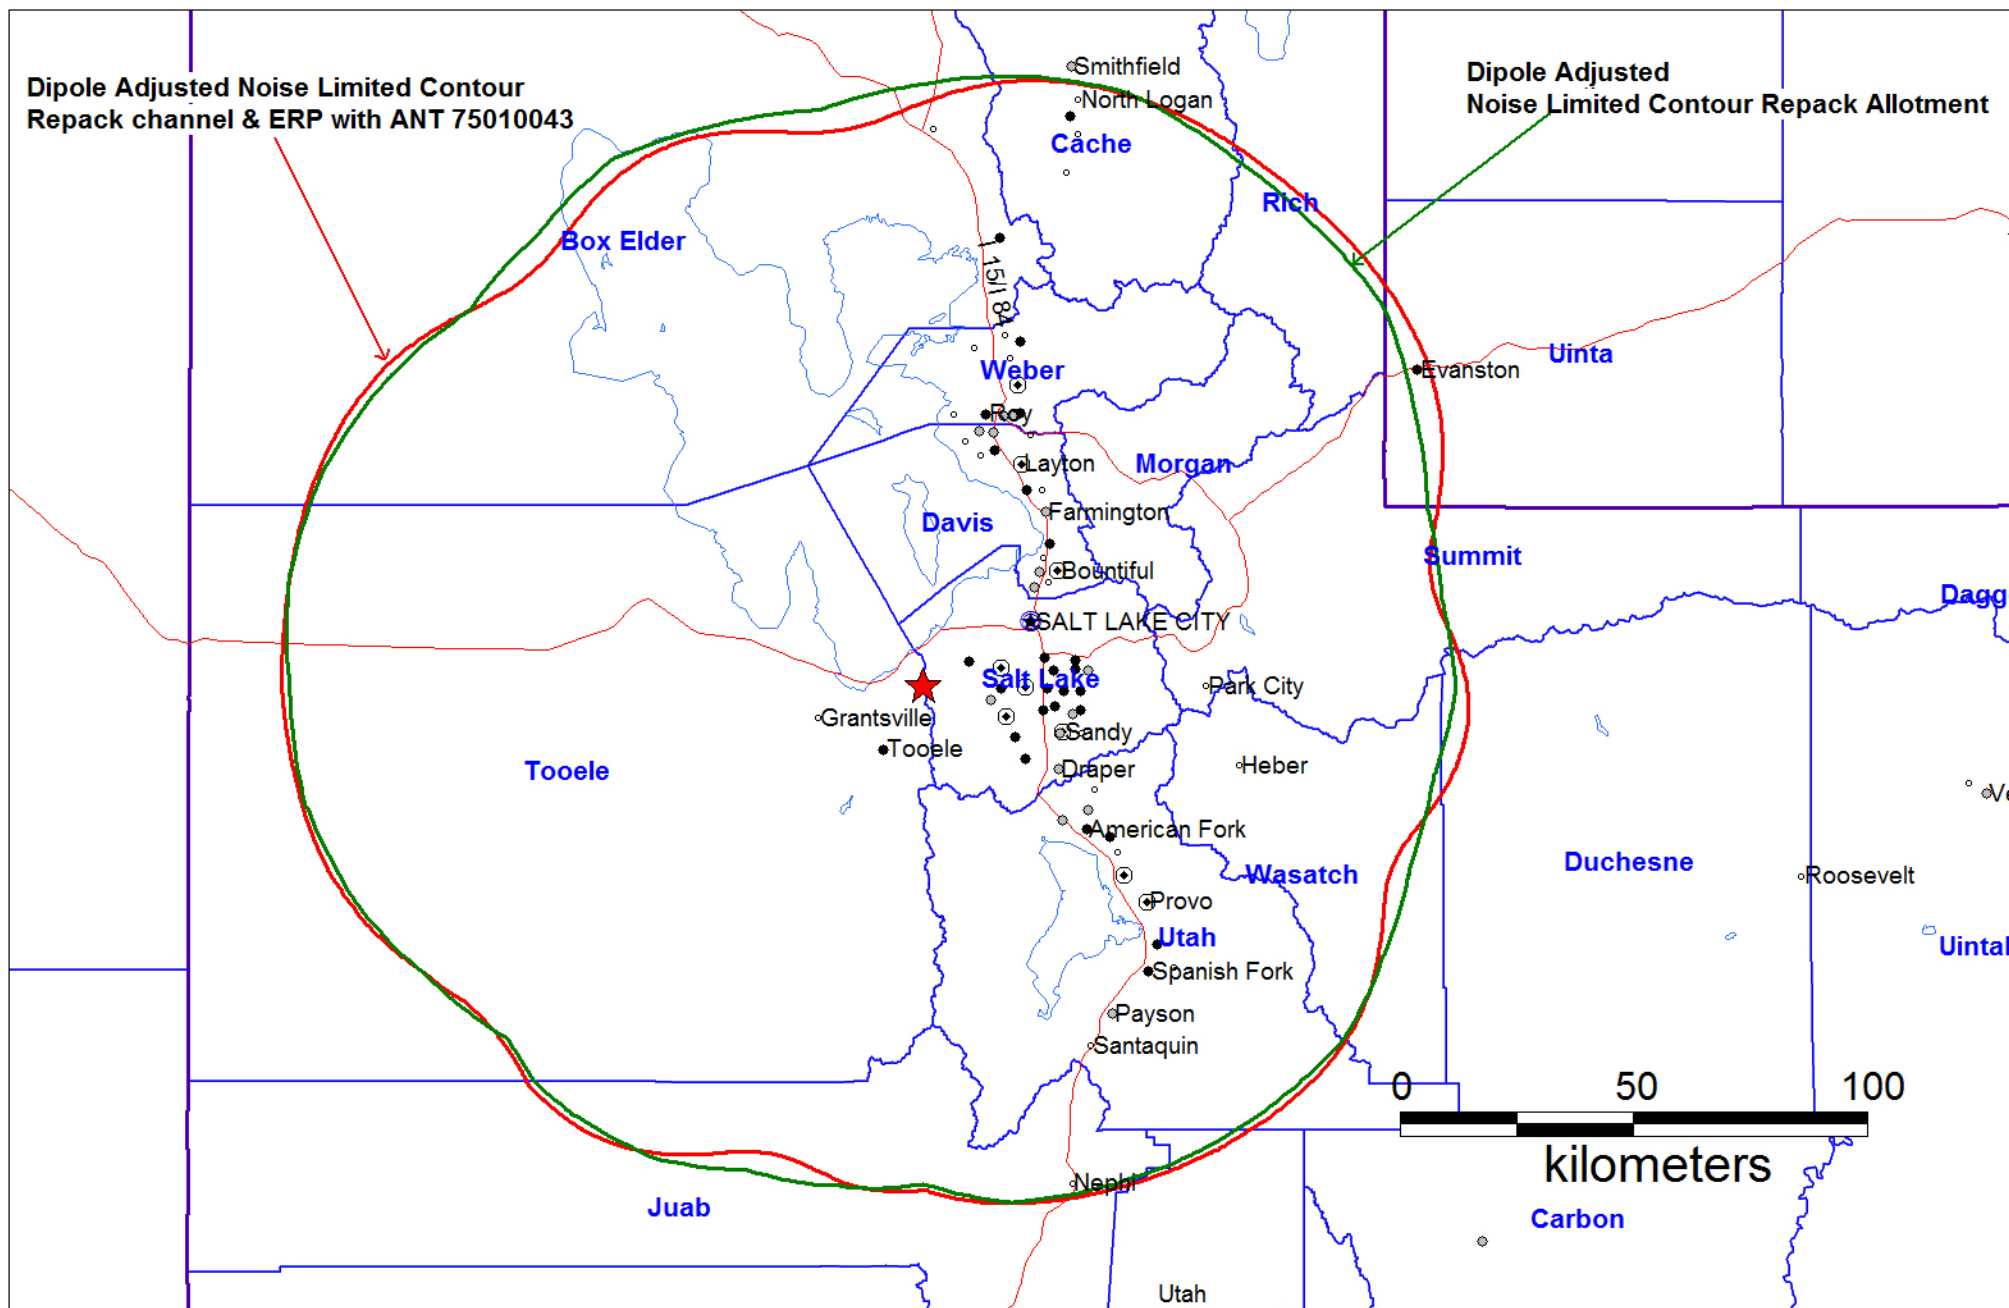 Dipole Adjusted Noise Limited Contour
Repack channel & ERP with ANT 75010043
Dipole Adjusted
Noise Limited Contour Repack Allotment
Smithfield
North Logan
Cache
Rich
Box Elder
I 15/I 84
Uinta
Evanston
Weber
Roy
Layton
Morgan
Farmington
Davis
Summit
Bountiful
Dagg
SALT LAKE CITY
Salt Lake
Park City
Grantsville
Sandy
Tooele
Heber
Tooele
Draper
Ve
American Fork
Duchesne
Wasatch
Roosevelt
Provo
Utah
Uintah
Spanish Fork
Payson
Santaquin
0 50 100
kilometers
Nephi
Juab
Carbon
Utah